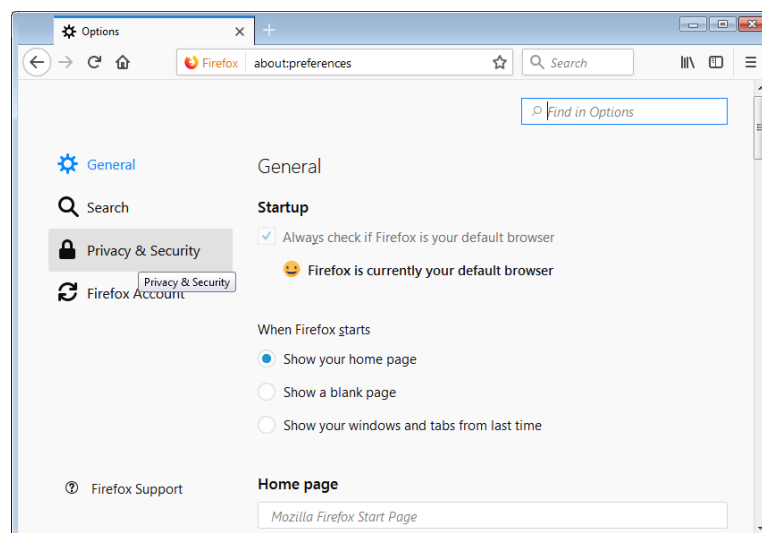 Options
Firefox
about:preferences
Search
Find in Options
General
Search
Privacy & Security
Privacy & Security
Firefox Account
Firefox Support
General
Startup
Always check if Firefox is your default browser
Firefox is currently your default browser
When Firefox starts
Show your home page
Show a blank page
Show your windows and tabs from last time
Home page
Mozilla Firefox Start Page